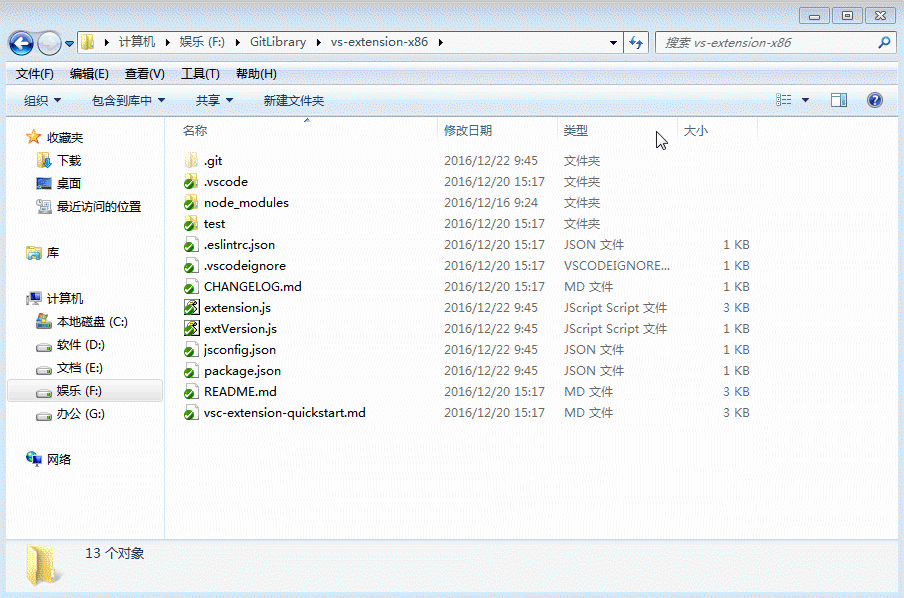 计算机 娱乐 (F:) GitLibrary vs-extension-x86 搜索 vs-extension-x86
文件(F) 编辑(E) 查看(V) 工具(T) 帮助(H)
组织 包含到库中 共享 新建文件夹
收藏夹
下载
桌面
最近访问的位置
库
计算机
本地磁盘 (C:)
软件 (D:)
文档 (E:)
娱乐 (F:)
办公 (G:)
网络
名称 修改日期 类型 大小
.git 2016/12/22 9:45 文件夹
.vscode 2016/12/20 15:17 文件夹
node_modules 2016/12/16 9:24 文件夹
test 2016/12/20 15:17 文件夹
.eslintrc.json 2016/12/20 15:17 JSON 文件 1 KB
.vscodeignore 2016/12/20 15:17 VSCODEIGNORE... 1 KB
CHANGELOG.md 2016/12/20 15:17 MD 文件 1 KB
extension.js 2016/12/22 9:45 JScript Script 文件 3 KB
extVersion.js 2016/12/22 9:45 JScript Script 文件 1 KB
jsconfig.json 2016/12/22 9:45 JSON 文件 1 KB
package.json 2016/12/22 9:45 JSON 文件 1 KB
README.md 2016/12/20 15:17 MD 文件 3 KB
vsc-extension-quickstart.md 2016/12/20 15:17 MD 文件 3 KB
13 个对象